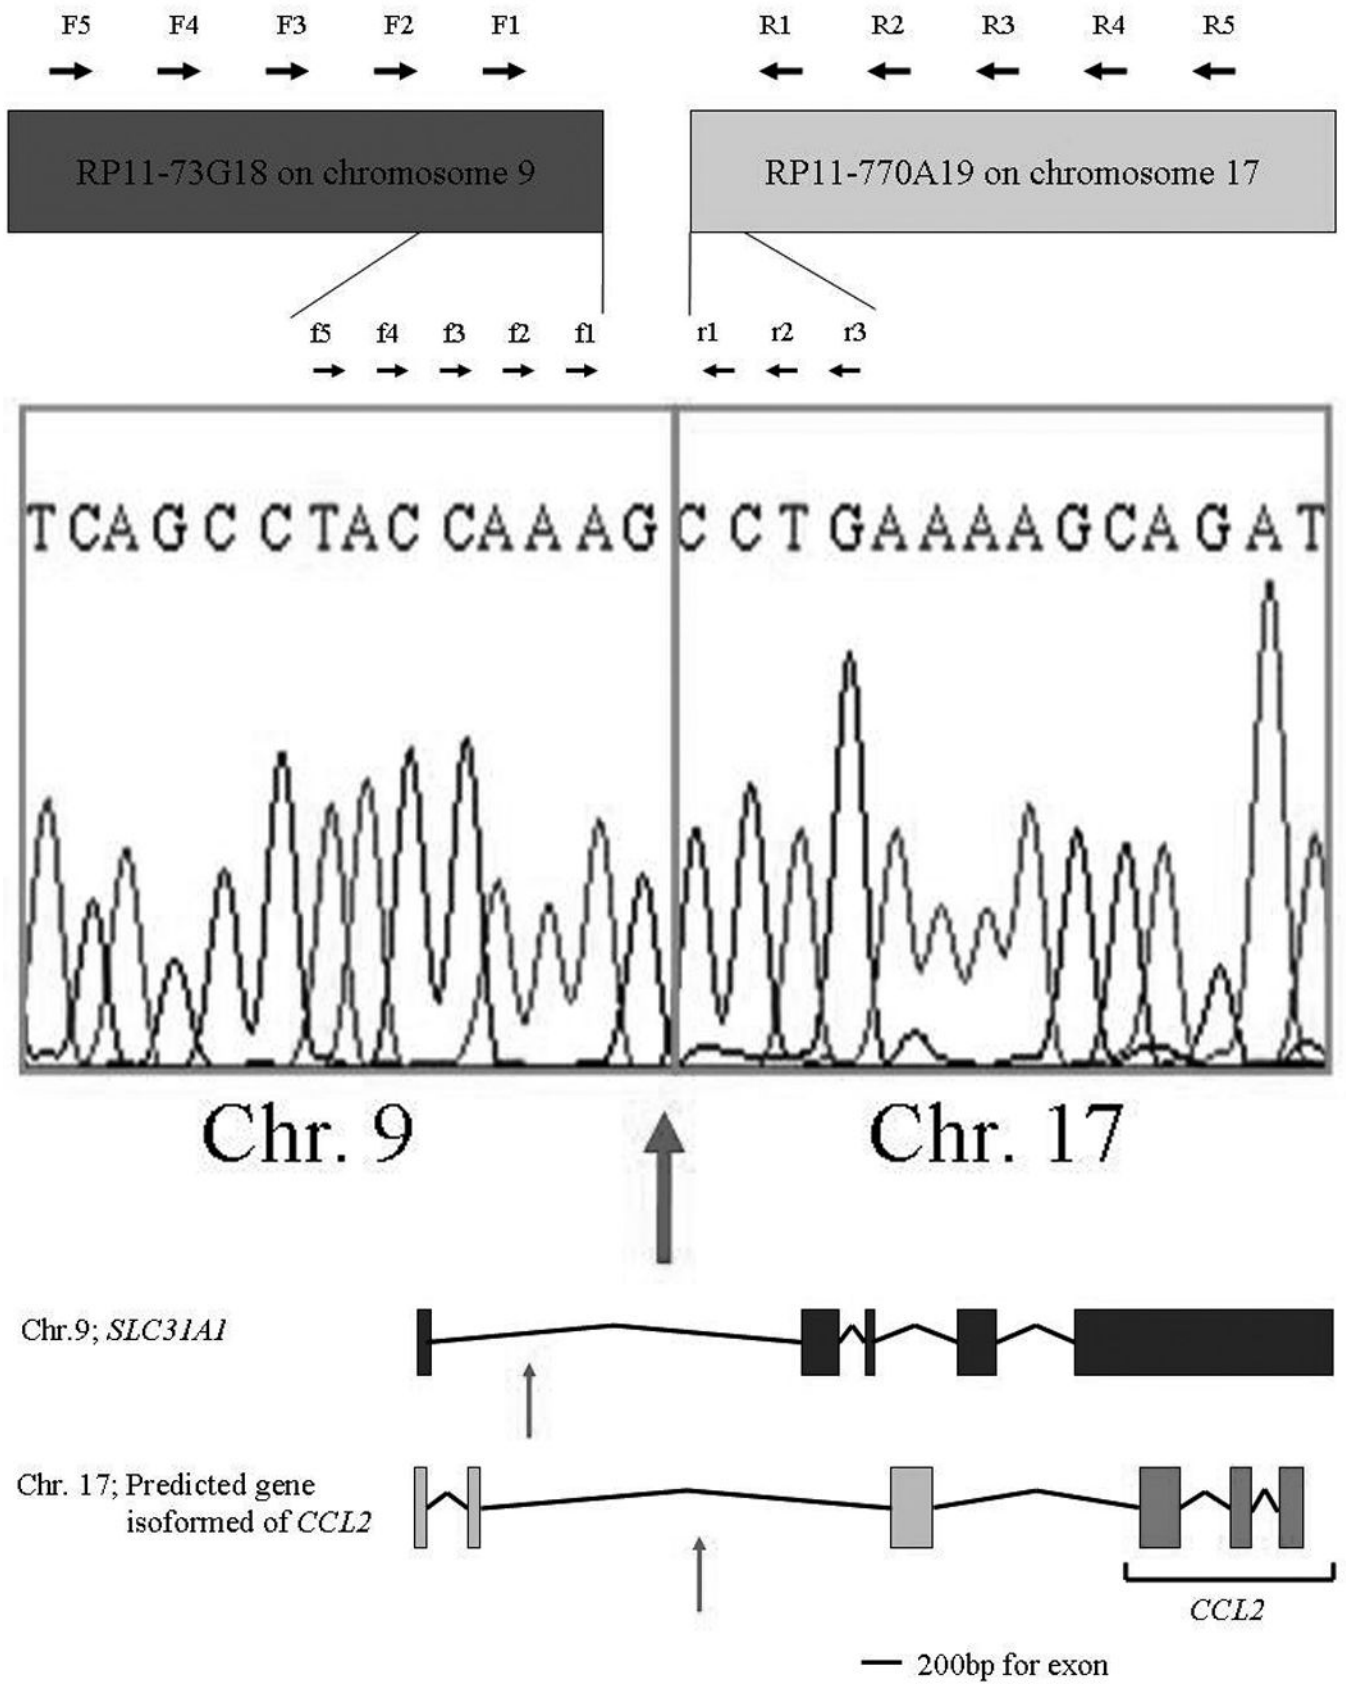 F5 F4 F3 F2 F1 R1 R2 R3 R4 R5
RP11-73G18 on chromosome 9 RP11-770A19 on chromosome 17
f5 f4 f3 f2 f1 r1 r2 r3
TCAGCCTACCAAAG CCTGAAAAGCAGAT
Chr. 9 Chr. 17
Chr.9; SLC31A1
Chr. 17; Predicted gene
isoformed of CCL2
CCL2
200bp for exon